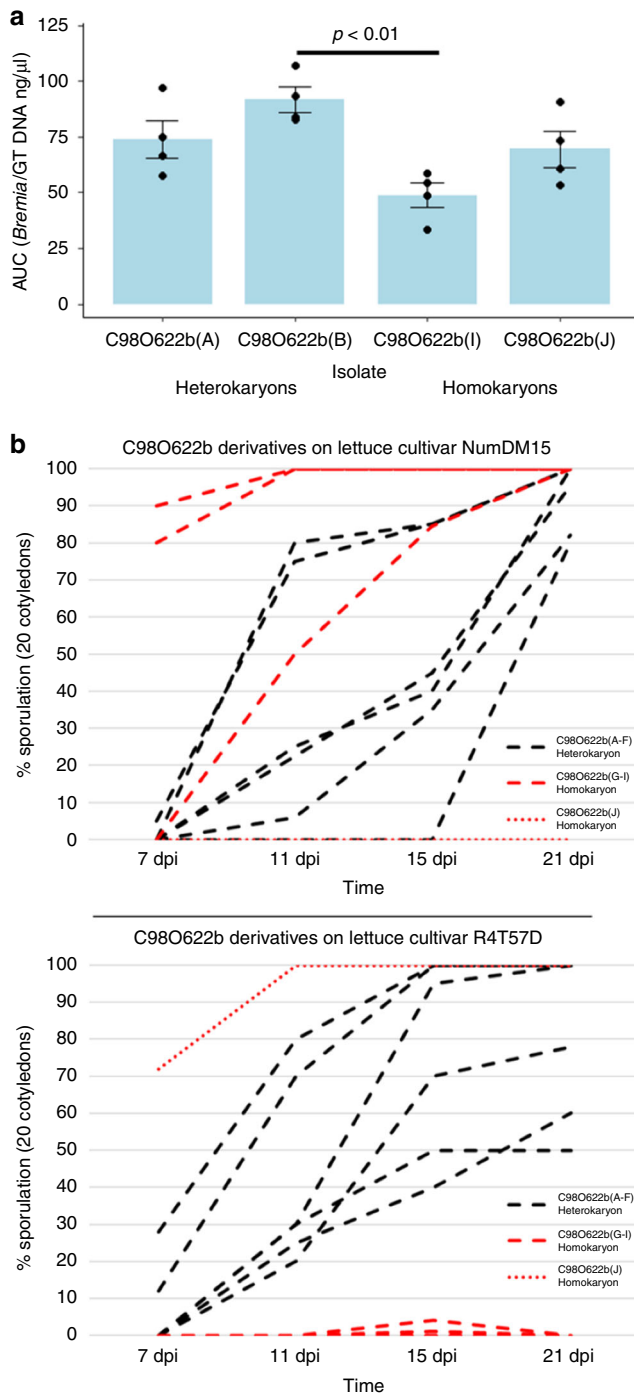 a
AUC (Bremia/GT DNA ng/µl)
125
100
75
50
25
0
p < 0.01
C98O622b(A) C98O622b(B) C98O622b(I) C98O622b(J)
Isolate
Heterokaryons Homokaryons
b
C98O622b derivatives on lettuce cultivar NumDM15
% sporulation (20 cotyledons)
100
90
80
70
60
50
40
30
20
10
0
C98O622b(A-F)
Heterokaryon
C98O622b(G-I)
Homokaryon
C98O622b(J)
Homokaryon
7 dpi 11 dpi 15 dpi 21 dpi
Time
C98O622b derivatives on lettuce cultivar R4T57D
% sporulation (20 cotyledons)
100
90
80
70
60
50
40
30
20
10
0
C98O622b(A-F)
Heterokaryon
C98O622b(G-I)
Homokaryon
C98O622b(J)
Homokaryon
7 dpi 11 dpi 15 dpi 21 dpi
Time